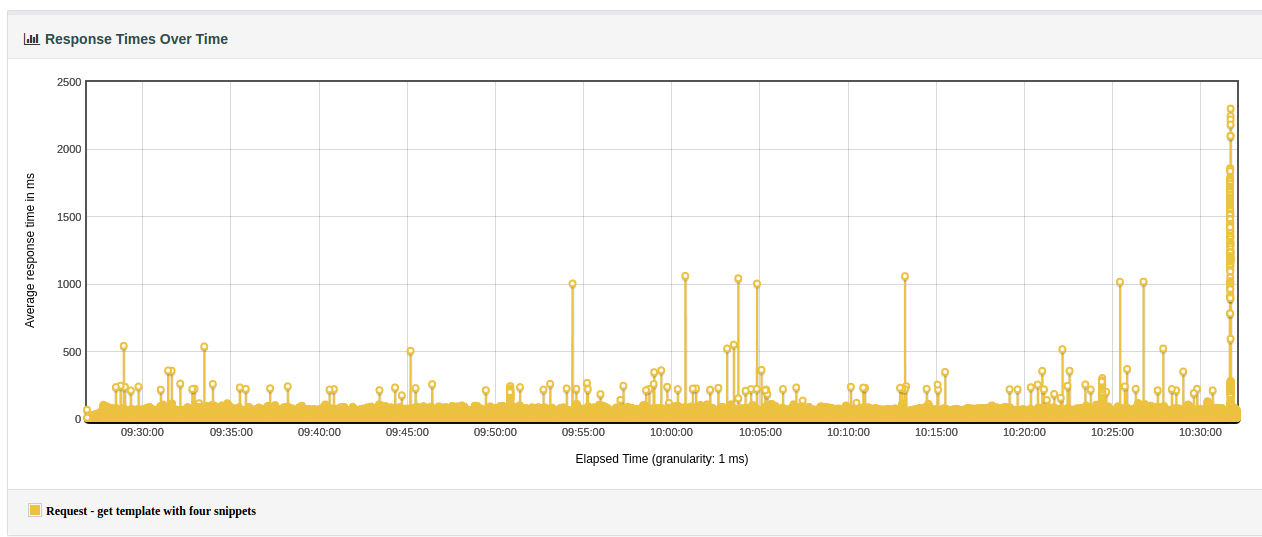 Response Times Over Time
2500
2000
1500
1000
500
0
Average response time in ms
09:30:00 09:35:00 09:40:00 09:45:00 09:50:00 09:55:00 10:00:00 10:05:00 10:10:00 10:15:00 10:20:00 10:25:00 10:30:00
Elapsed Time (granularity: 1 ms)
Request - get template with four snippets